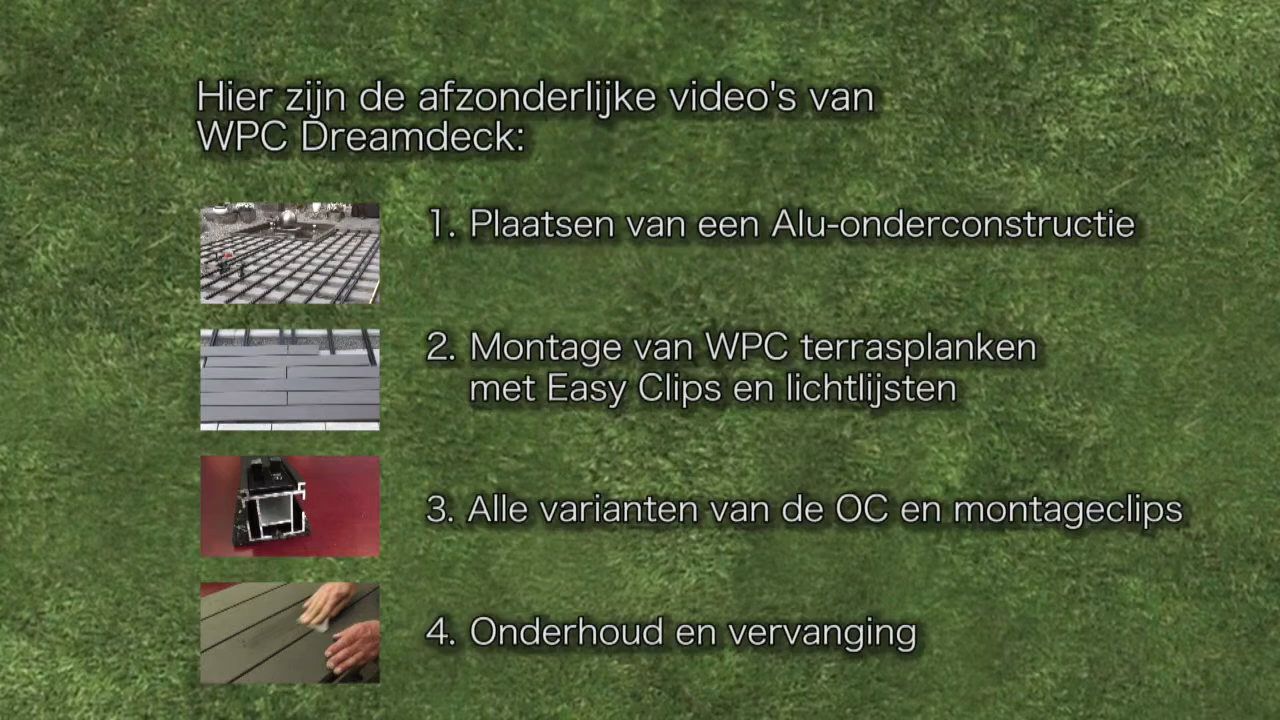 Hier zijn de afzonderlijke video's van
WPC Dreamdeck:
1. Plaatsen van een Alu-onderconstructie
2. Montage van WPC terrasplanken
met Easy Clips en lichtlijsten
3. Alle varianten van de OC en montageclips
4. Onderhoud en vervanging